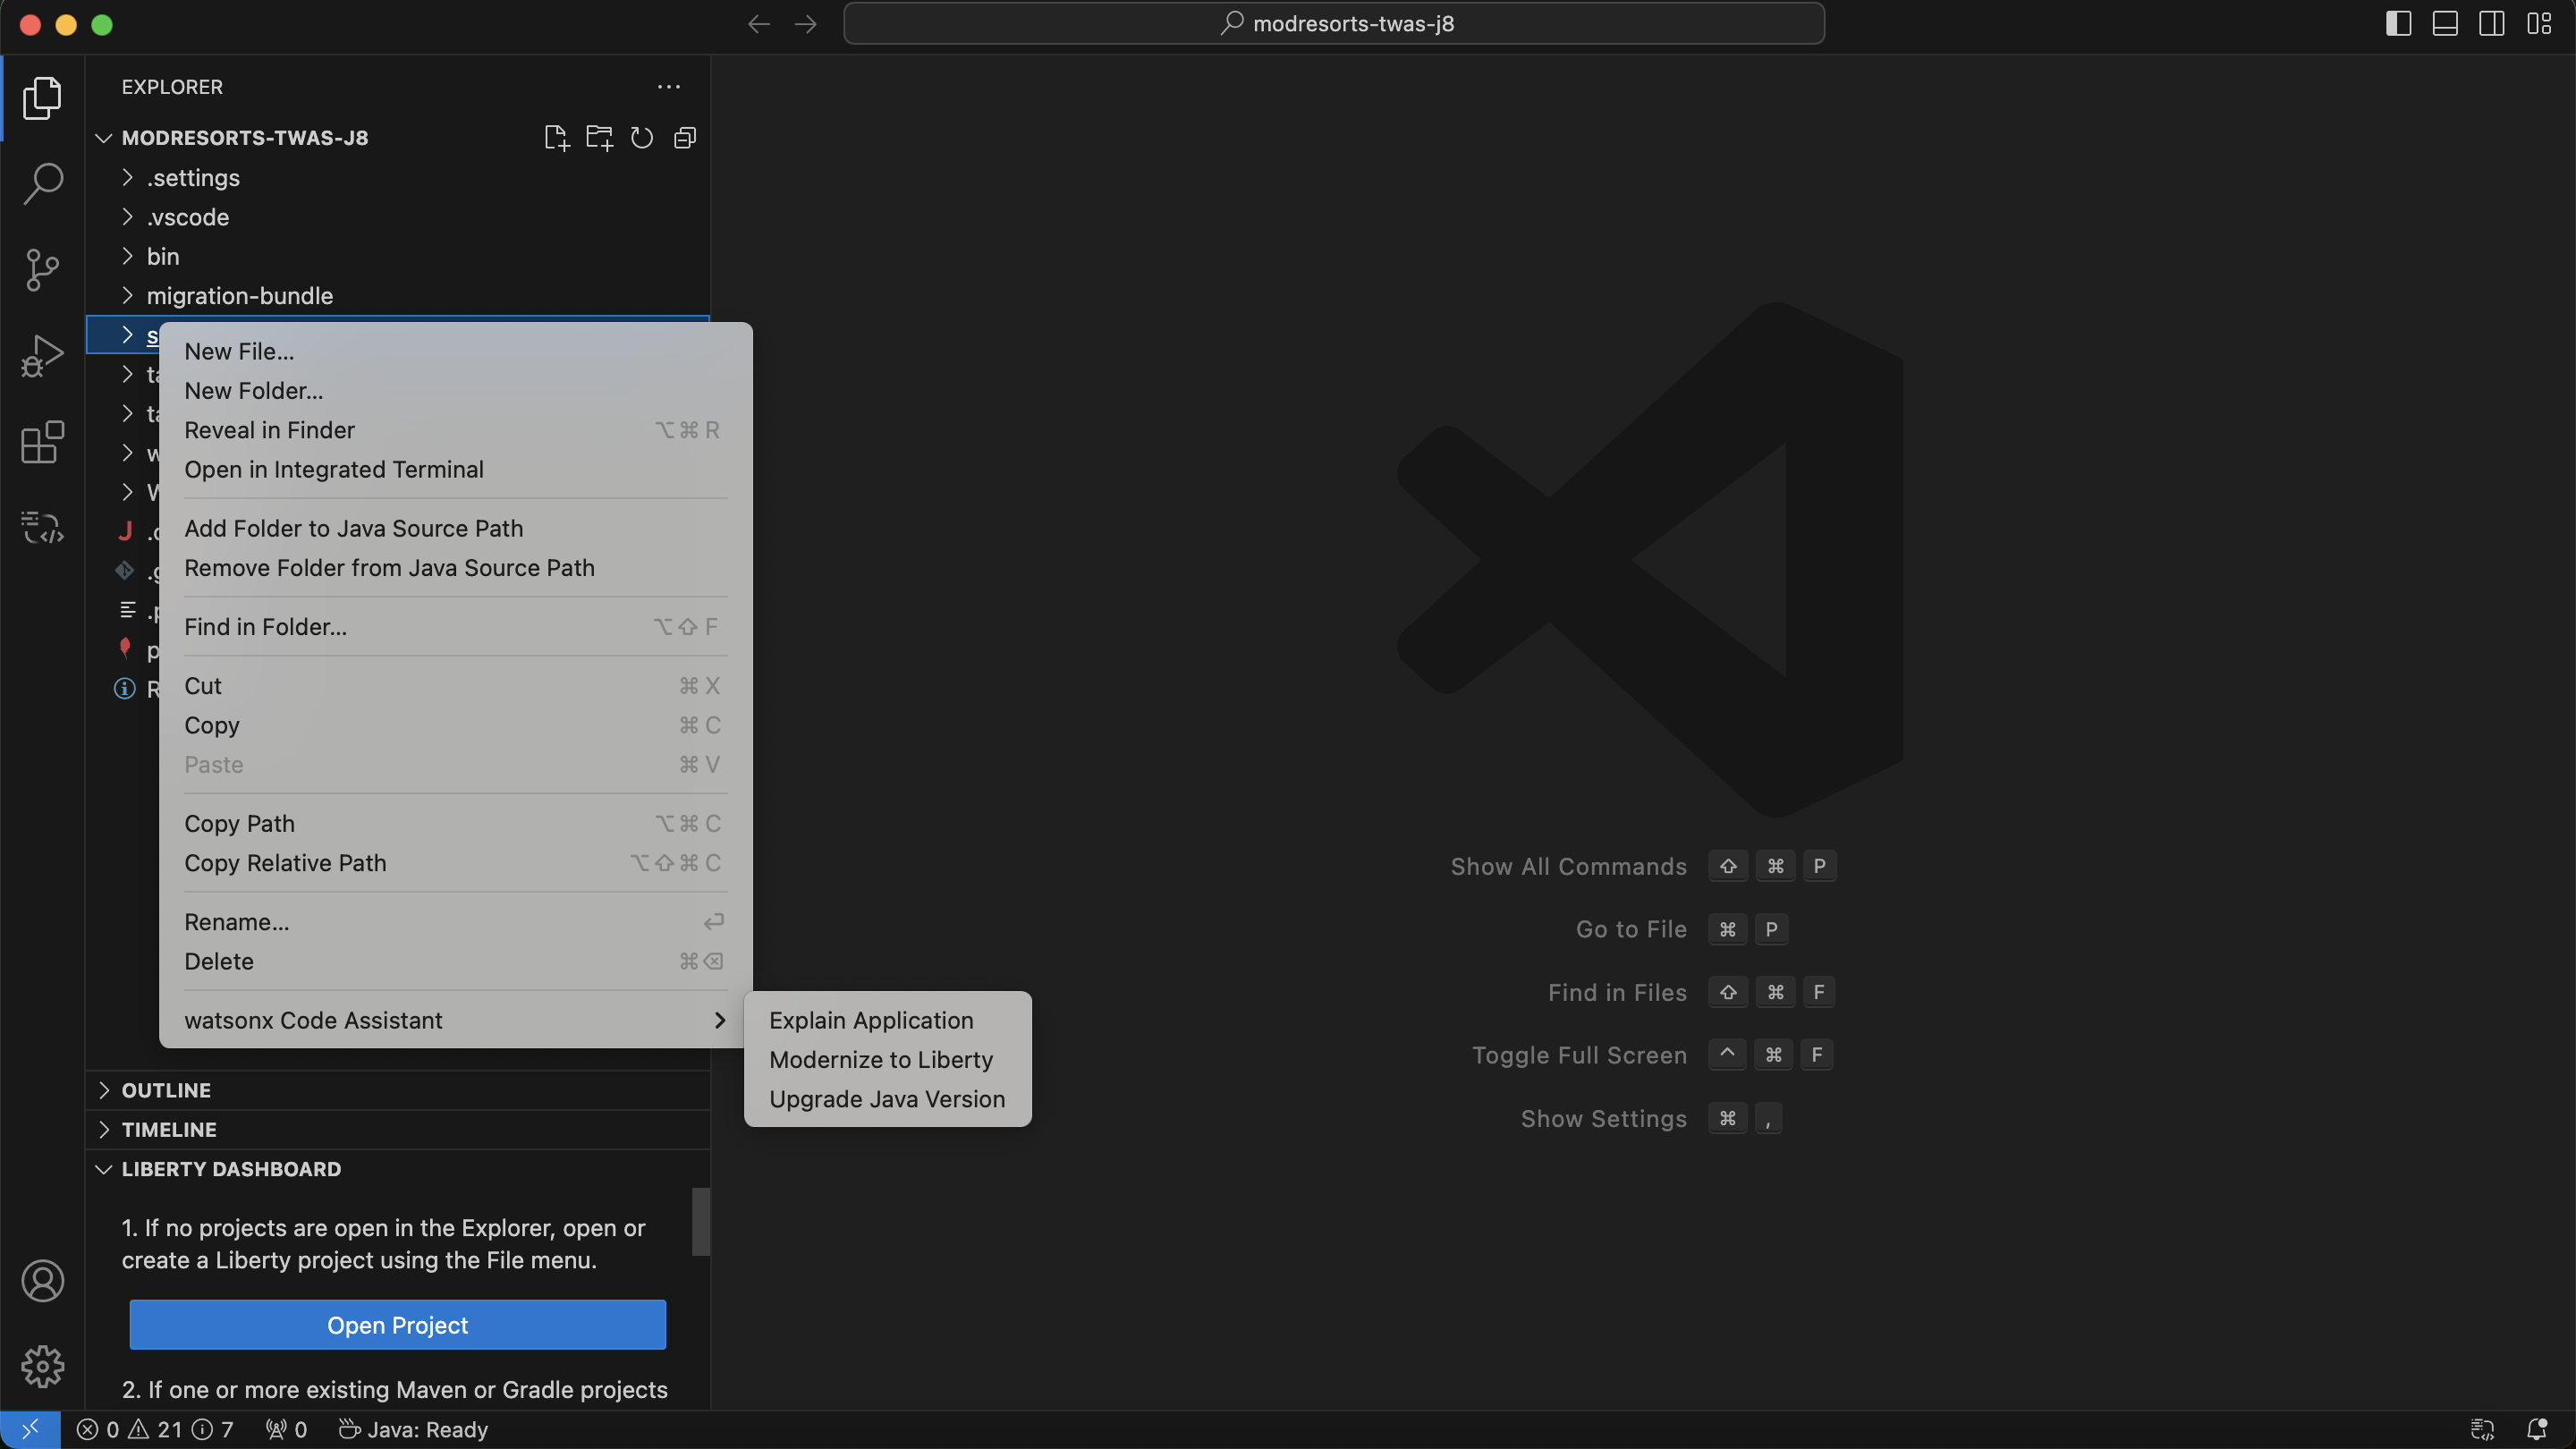 modresorts-twas-j8
EXPLORER
MODRESORTS-TWAS-J8
.settings
.vscode
bin
migration-bundle
New File...
New Folder...
Reveal in Finder ⌥⌘R
Open in Integrated Terminal
Add Folder to Java Source Path
Remove Folder from Java Source Path
Find in Folder... ⌥⇧F
Cut ⌘X
Copy ⌘C
Paste ⌘V
Copy Path ⌥⌘C
Copy Relative Path ⌥⇧⌘C
Rename...
Delete ⌘⌫
watsonx Code Assistant
Explain Application
Modernize to Liberty
Upgrade Java Version
OUTLINE
TIMELINE
LIBERTY DASHBOARD
1. If no projects are open in the Explorer, open or
create a Liberty project using the File menu.
Open Project
2. If one or more existing Maven or Gradle projects
Show All Commands ⇧ ⌘ P
Go to File ⌘ P
Find in Files ⇧ ⌘ F
Toggle Full Screen ^ ⌘ F
Show Settings ⌘ ,
0 21 7 0 Java: Ready